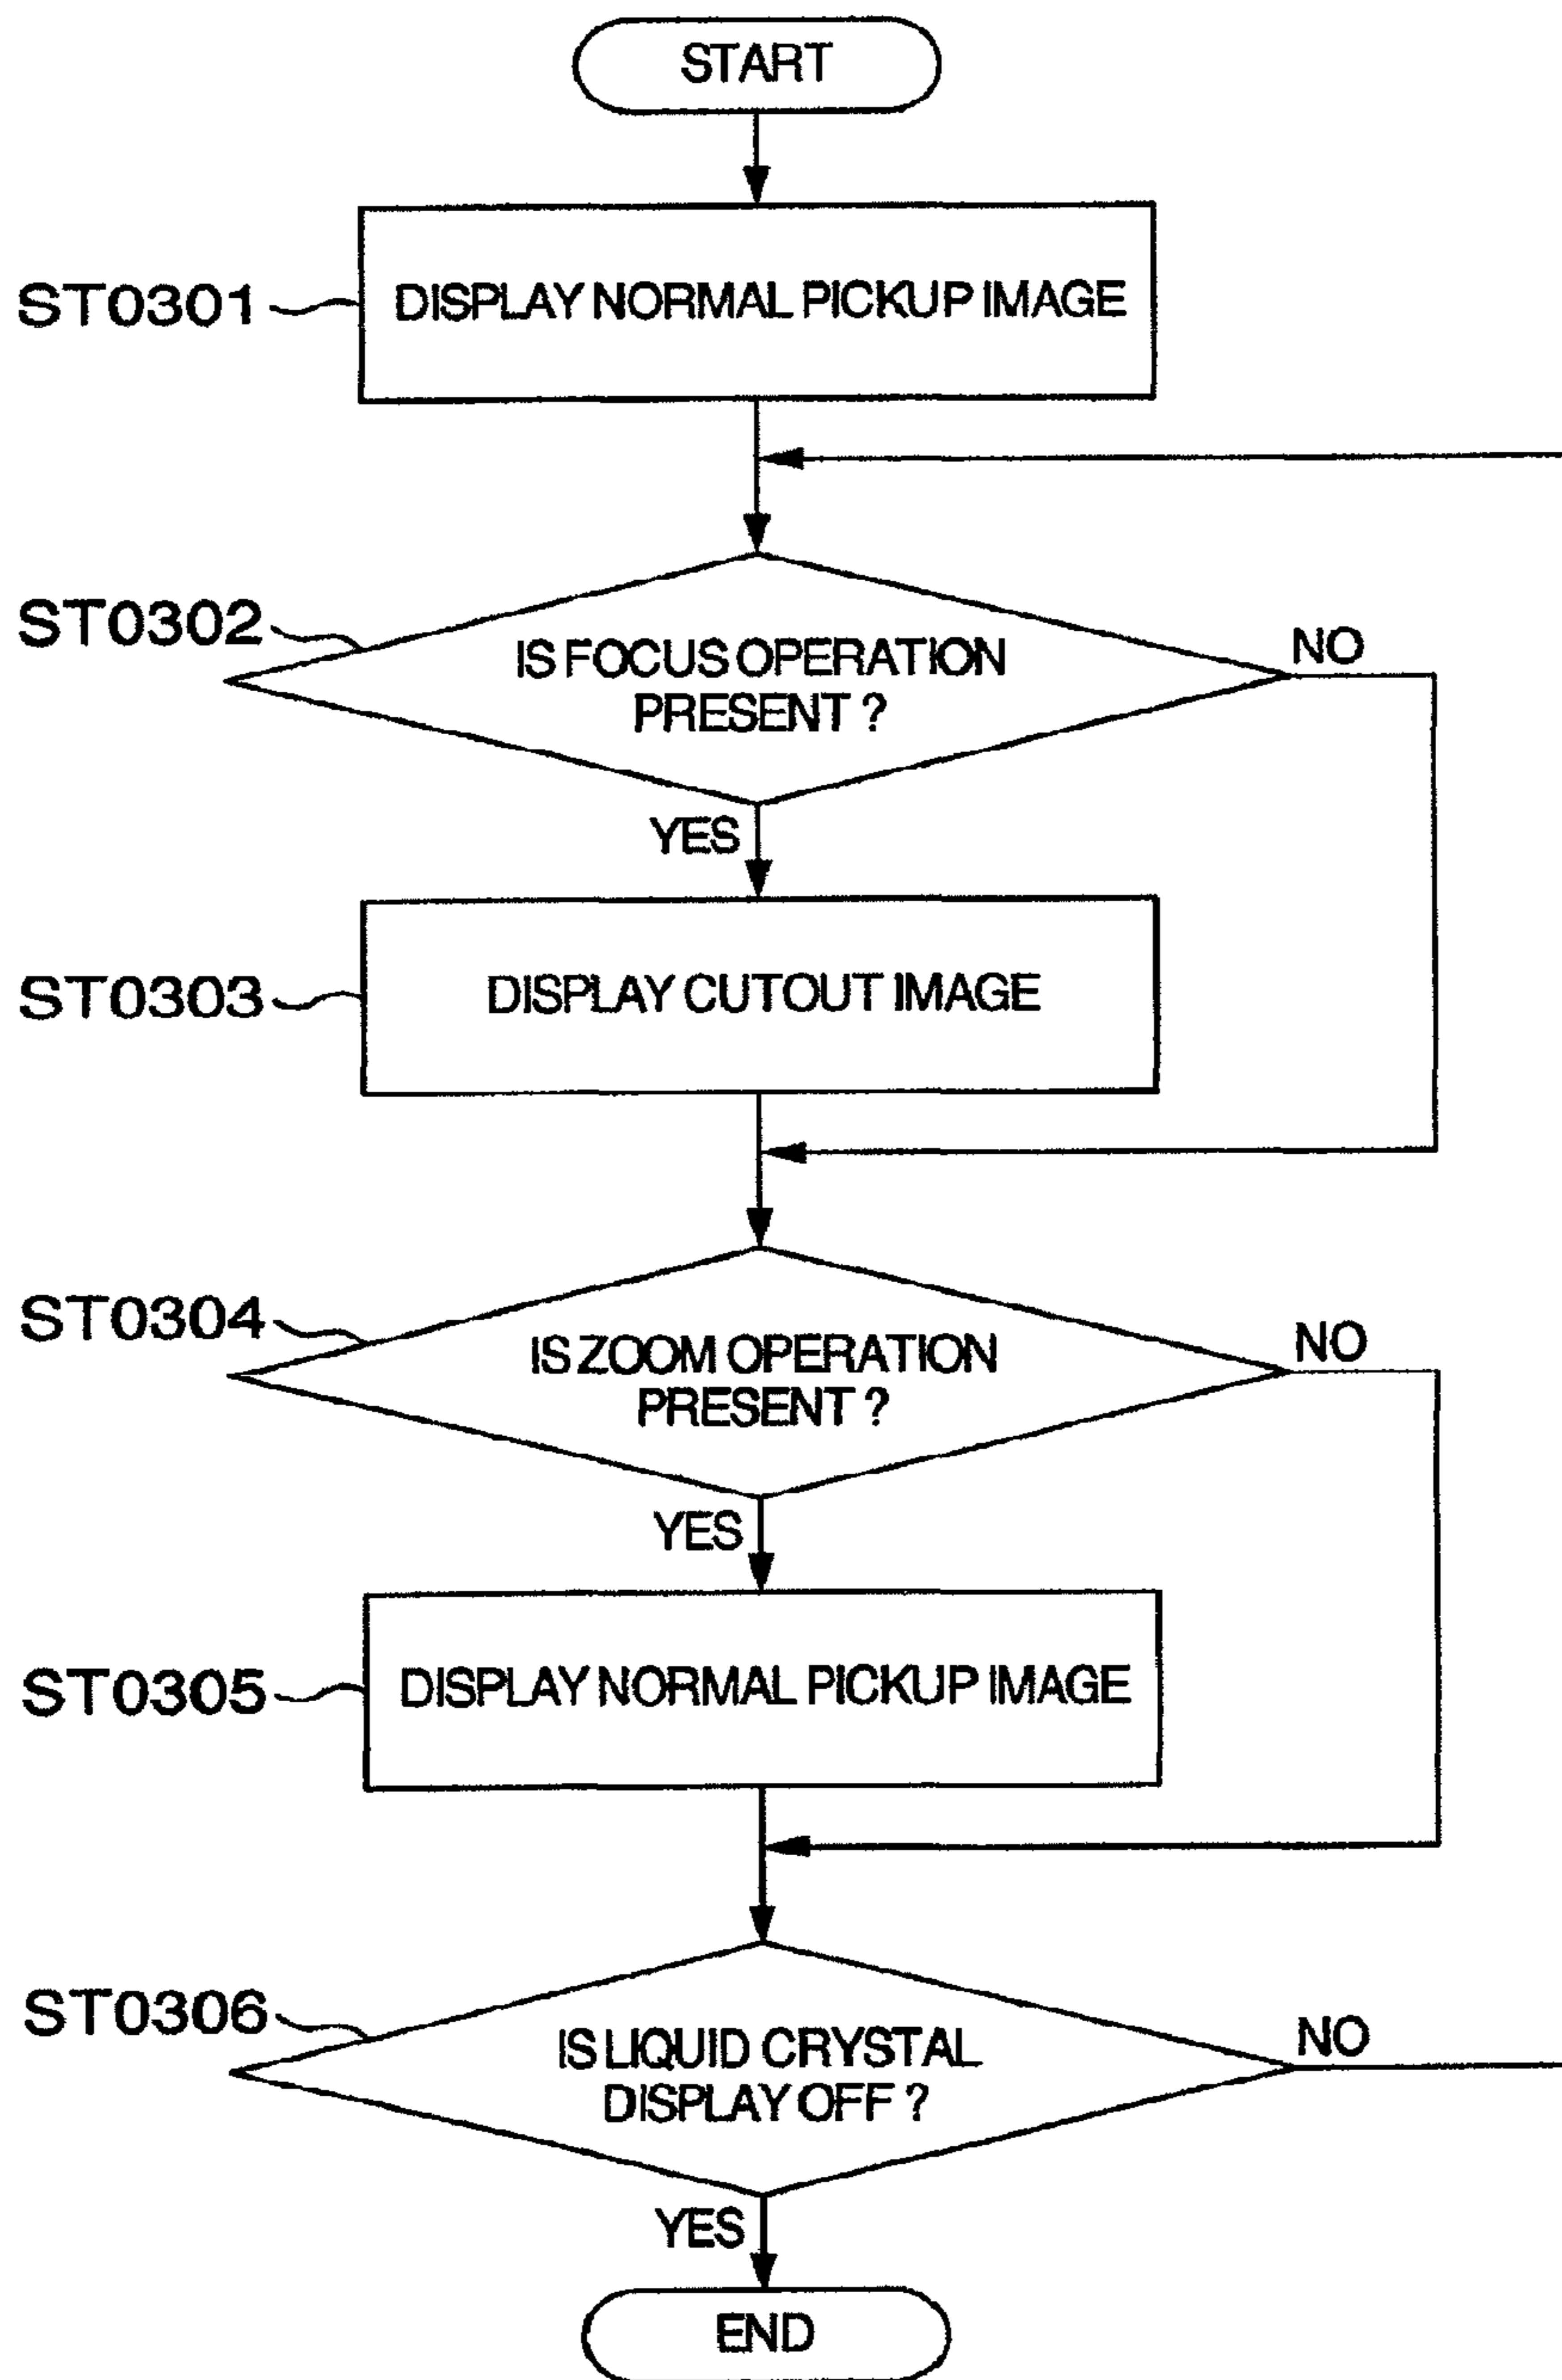 START
ST0301
DISPLAY NORMAL PICKUP IMAGE
ST0302
IS FOCUS OPERATION
PRESENT ?
NO
YES
ST0303
DISPLAY CUTOUT IMAGE
ST0304
IS ZOOM OPERATION
PRESENT ?
NO
YES
ST0305
DISPLAY NORMAL PICKUP IMAGE
ST0306
IS LIQUID CRYSTAL
DISPLAY OFF ?
NO
YES
END